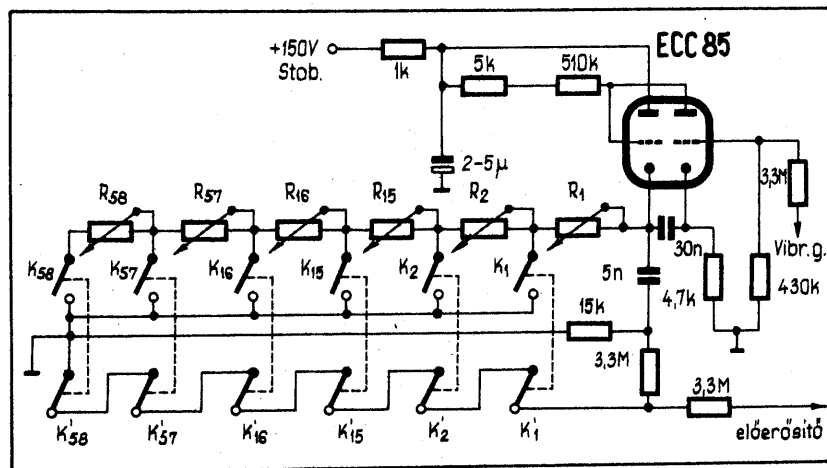 +150V
Stab.
1k
ECC 85
5k
510k
2-5µ
3,3M
R58
R57
R16
R15
R2
R1
K58
K57
K16
K15
K2
K1
5n
30n
Vibr.g.
4,7k
430k
15k
3,3M
3,3M
K'58
K'57
K'16
K'15
K'2
K'1
előerősítő